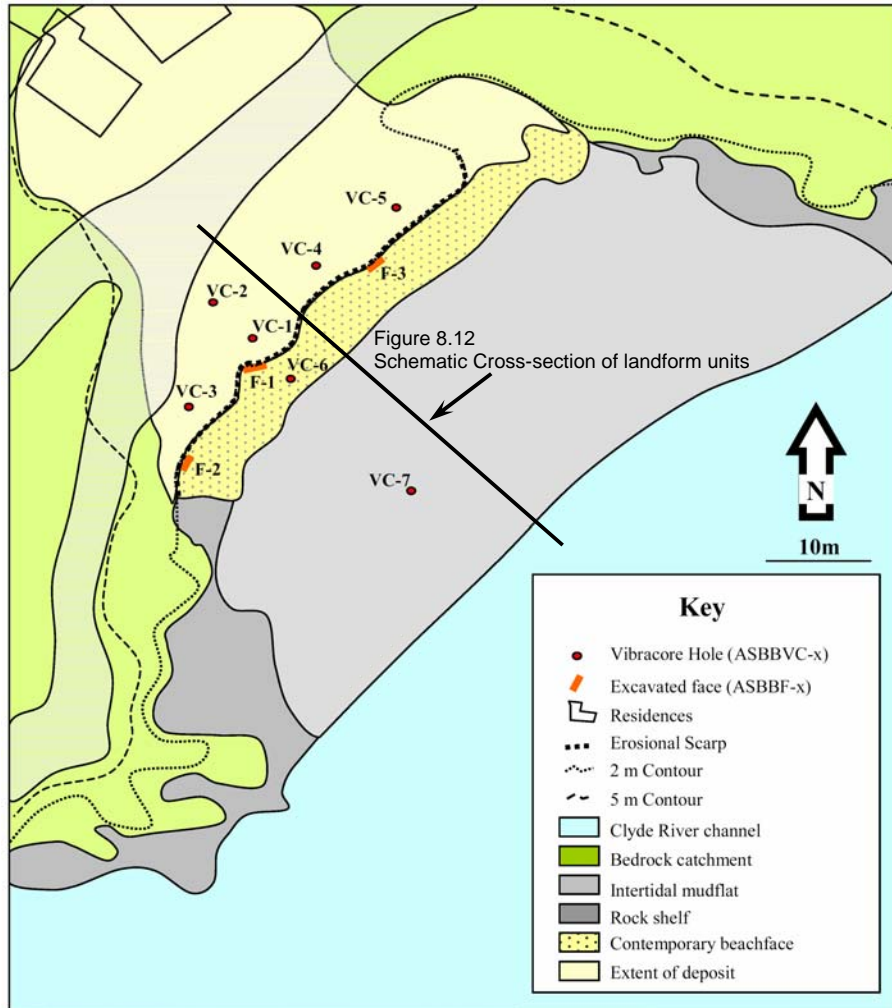 VC-5
VC-4
F-3
VC-2
Figure 8.12
Schematic Cross-section of landform units
VC-1
F-1
VC-6
VC-3
F-2
VC-7
N
10m
Key
Vibracore Hole (ASBBVC-x)
Excavated face (ASBBF-x)
Residences
Erosional Scarp
2 m Contour
5 m Contour
Clyde River channel
Bedrock catchment
Intertidal mudflat
Rock shelf
Contemporary beachface
Extent of deposit